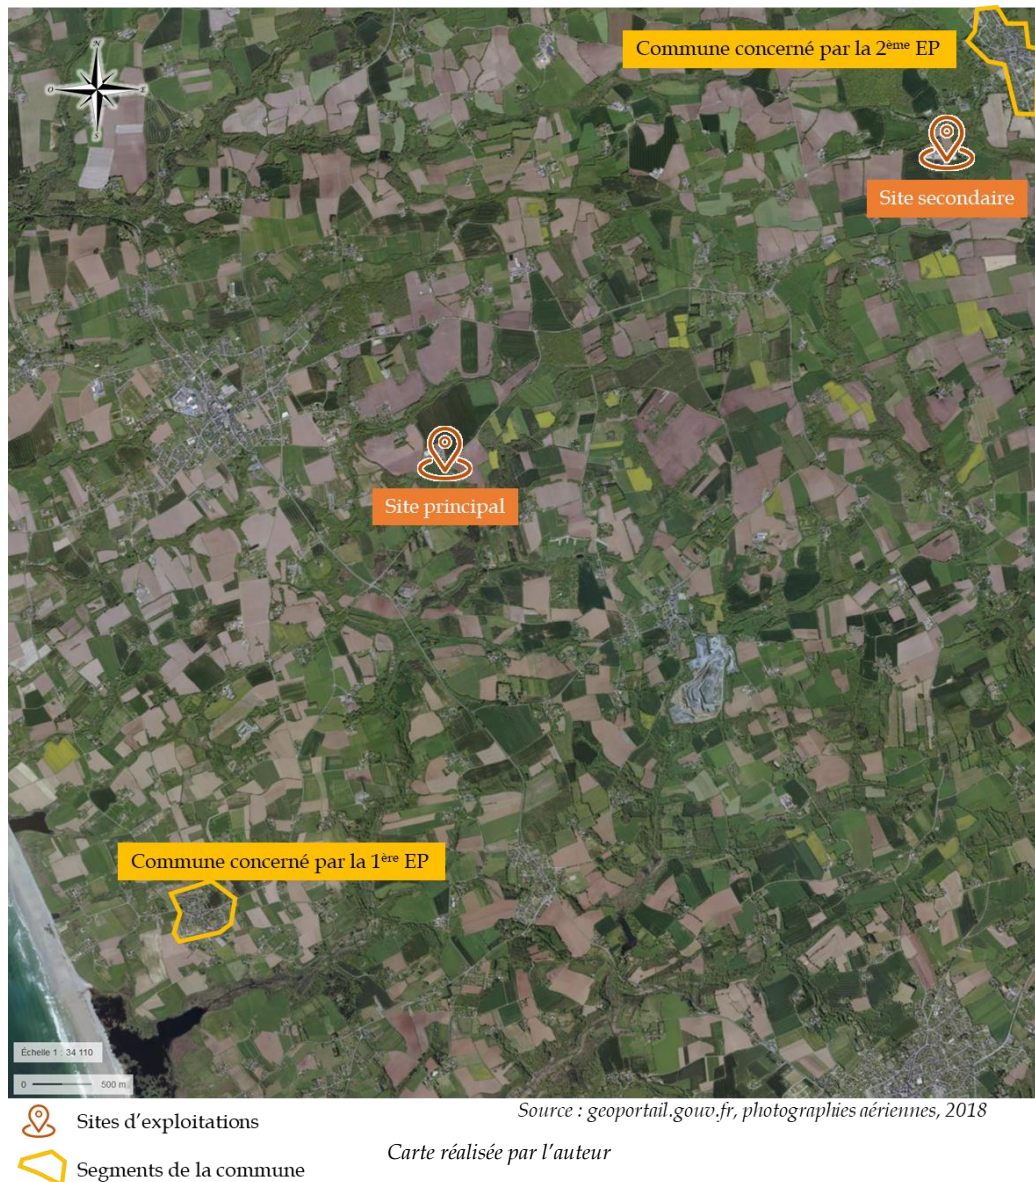 Commune concerné par la 2ème EP
N
O
E
S
Site secondaire
Site principal
Commune concerné par la 1ère EP
Échelle 1 : 34 110
0 500 m
Source : geoportail.gouv.fr, photographies aériennes, 2018
Sites d’exploitations
Carte réalisée par l’auteur
Segments de la commune